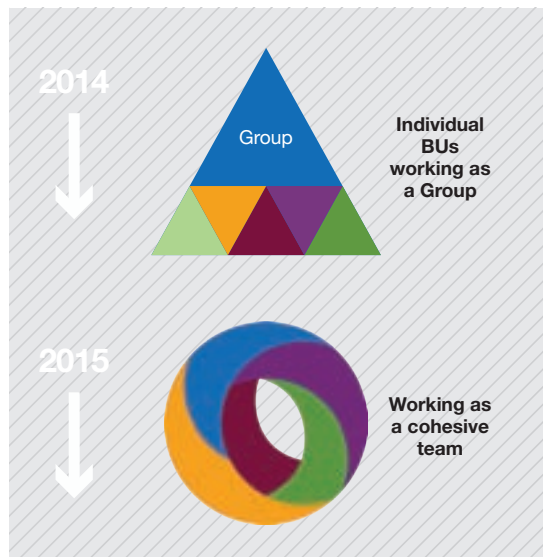 2014
Group
Individual
BUs
working as
a Group
2015
Working as
a cohesive
team